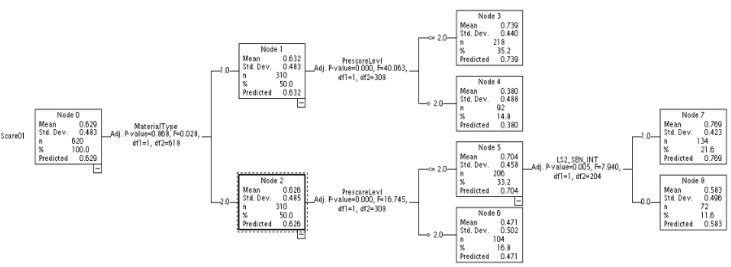 Score01
Node 0
Mean 0.629
Std. Dev. 0.483
n 620
% 100.0
Predicted 0.629
MaterialType
Adj. P-value=0.868, F=0.028,
df1=1, df2=618
1.0
Node 1
Mean 0.632
Std. Dev. 0.483
n 310
% 50.0
Predicted 0.632
PrescoreLevl
Adj. P-value=0.000, F=40.063,
df1=1, df2=308
<= 2.0
Node 3
Mean 0.739
Std. Dev. 0.440
n 218
% 35.2
Predicted 0.739
> 2.0
Node 4
Mean 0.380
Std. Dev. 0.488
n 92
% 14.8
Predicted 0.380
2.0
Node 2
Mean 0.626
Std. Dev. 0.485
n 310
% 50.0
Predicted 0.626
PrescoreLevl
Adj. P-value=0.000, F=16.745,
df1=1, df2=308
<= 2.0
Node 5
Mean 0.704
Std. Dev. 0.458
n 206
% 33.2
Predicted 0.704
LS2_SEN_INT
Adj. P-value=0.005, F=7.940,
df1=1, df2=204
1.0
Node 7
Mean 0.769
Std. Dev. 0.423
n 134
% 21.6
Predicted 0.769
0.0
Node 8
Mean 0.583
Std. Dev. 0.496
n 72
% 11.6
Predicted 0.583
> 2.0
Node 6
Mean 0.471
Std. Dev. 0.502
n 104
% 16.8
Predicted 0.471